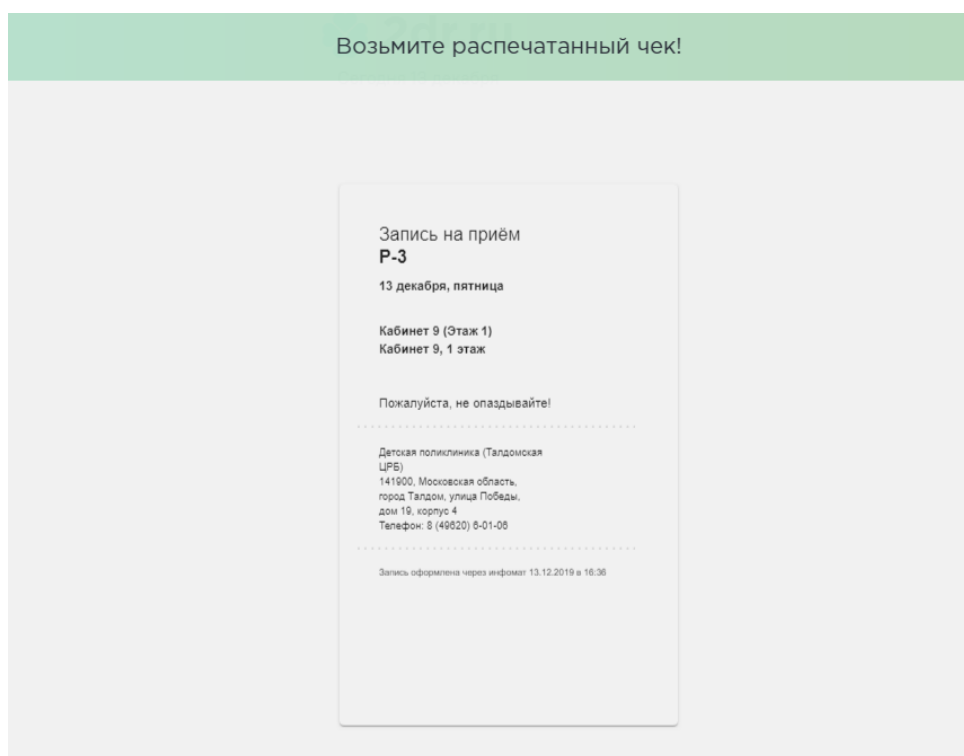 Возьмите распечатанный чек!
Запись на приём
P-3
13 декабря, пятница
Кабинет 9 (Этаж 1)
Кабинет 9, 1 этаж
Пожалуйста, не опаздывайте!
Детская поликлиника (Талдомская
ЦРБ)
141900, Московская область,
город Талдом, улица Победы,
дом 19, корпус 4
Телефон: 8 (49620) 6-01-06
Запись оформлена через инфомат 13.12.2019 в 16:36